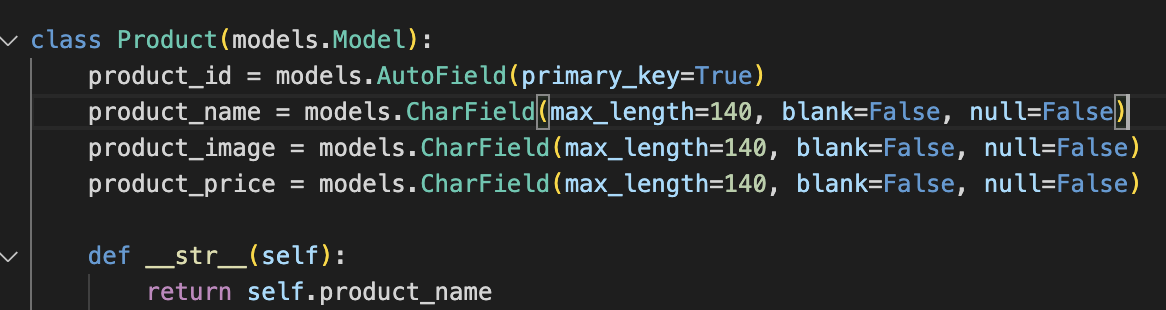 class Product(models.Model):
    product_id = models.AutoField(primary_key=True)
    product_name = models.CharField(max_length=140, blank=False, null=False)
    product_image = models.CharField(max_length=140, blank=False, null=False)
    product_price = models.CharField(max_length=140, blank=False, null=False)
    def __str__(self):
        return self.product_name